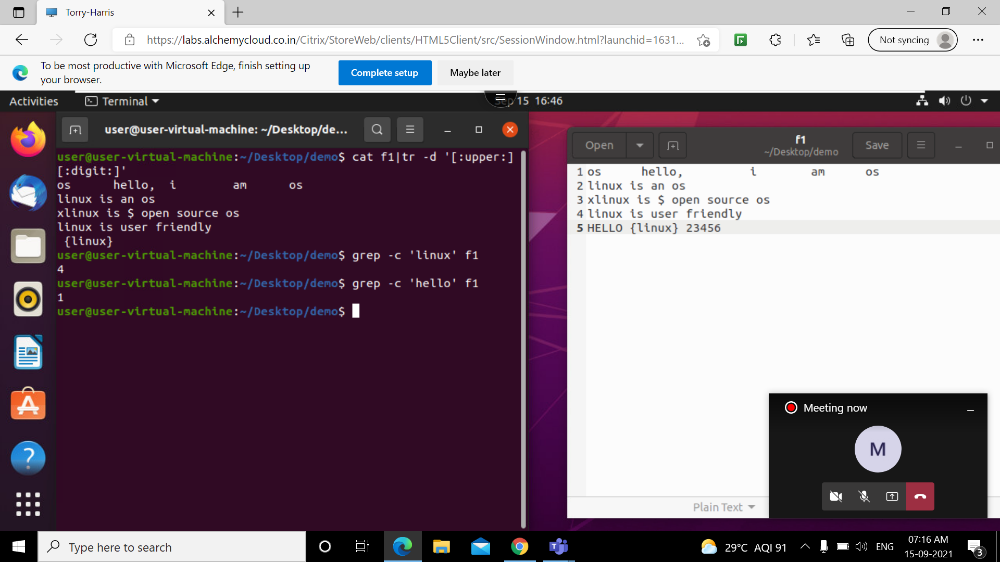 Torry-Harris
https://labs.alchemycloud.co.in/Citrix/StoreWeb/clients/HTML5Client/src/SessionWindow.html?launchid=1631...
Not syncing
To be most productive with Microsoft Edge, finish setting up
your browser.
Complete setup
Maybe later
Activities
Terminal
Sep 15 16:46
user@user-virtual-machine: ~/Desktop/de...
user@user-virtual-machine:~/Desktop/demo$ cat f1|tr -d '[:upper:]
[:digit:]'
os hello, i am os
linux is an os
xlinux is $ open source os
linux is user friendly
{linux}
user@user-virtual-machine:~/Desktop/demo$ grep -c 'linux' f1
4
user@user-virtual-machine:~/Desktop/demo$ grep -c 'hello' f1
1
user@user-virtual-machine:~/Desktop/demo$
Open
f1
~/Desktop/demo
Save
1 os hello, i am os
2 linux is an os
3 xlinux is $ open source os
4 linux is user friendly
5 HELLO {linux} 23456
Plain Text
Meeting now
M
Type here to search
29°C AQI 91
ENG
07:16 AM
15-09-2021
3